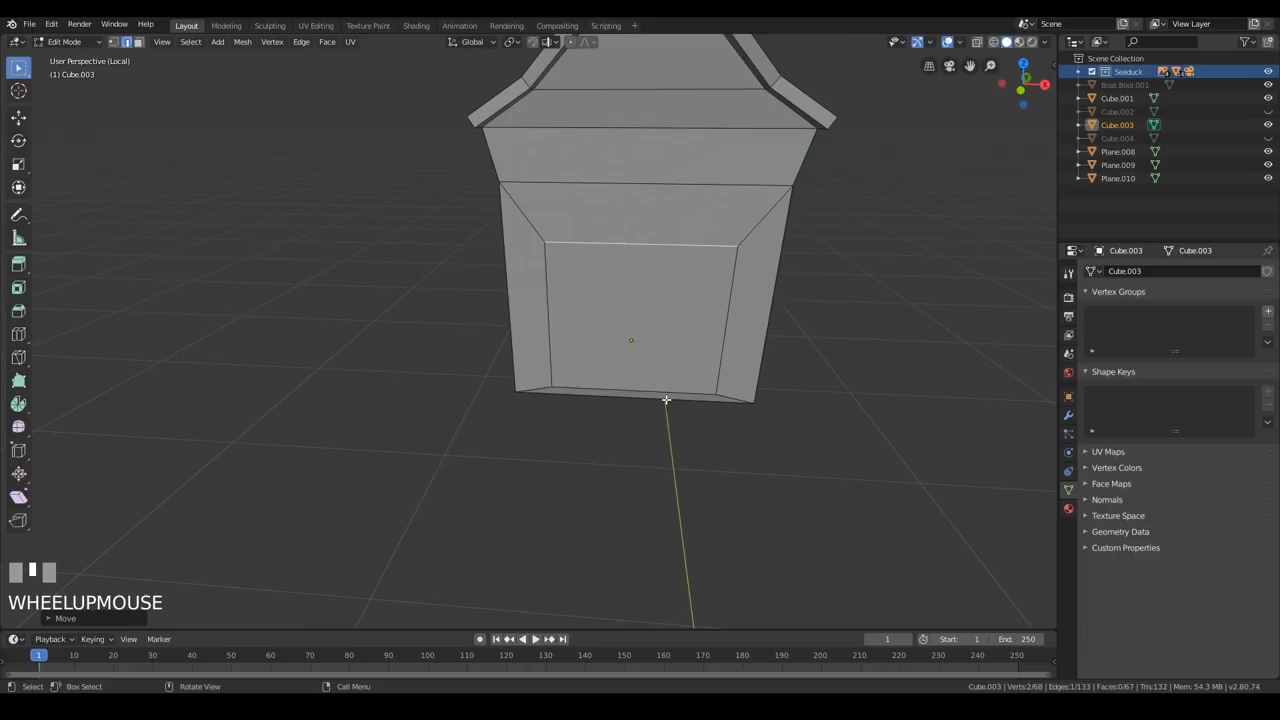 File Edit Render Window Help Layout Modeling Sculpting UV Editing Texture Paint Shading Animation Rendering Compositing Scripting + Scene View Layer
Edit Mode View Select Add Mesh Vertex Edge Face UV Global
User Perspective (Local)
(1) Cube.003
Scene Collection
Seaduck
Boat Bool.001
Cube.001
Cube.002
Cube.003
Cube.004
Plane.008
Plane.009
Plane.010
Cube.003 Cube.003
Cube.003
Vertex Groups
Shape Keys
UV Maps
Vertex Colors
Face Maps
Normals
Texture Space
Geometry Data
Custom Properties
X
WHEELUPMOUSE
Move
Playback Keying View Marker 1 Start: 1 End: 250
1 10 20 30 40 50 60 70 80 90 100 110 120 130 140 150 160 170 180 190 200 210 220 230 240 250
Select Box Select Rotate View Call Menu Cube.003 | Verts:2/68 | Edges:1/133 | Faces:0/67 | Tris:132 | Mem: 54.3 MB | v2.80.74